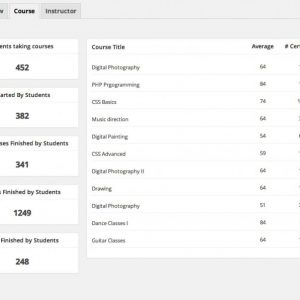 Course
Instructor
students taking courses
452
Started By Students
382
Courses Finished by Students
341
Finished by Students
1249
Finished by Students
248
Course Title Average # Cert
Digital Photography 64
PHP Prgogramming 84
CSS Basics 74
Music direction 64
Digital Painting 54
CSS Advanced 59
Digital Photography II 64
Drawing 64
Digital Photography 51
Dance Classes I 84
Guitar Classes 64